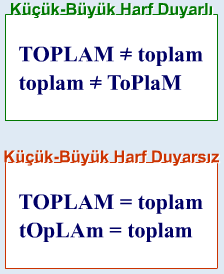 Küçük-Büyük Harf Duyarlı
TOPLAM ≠ toplam
toplam ≠ ToPlaM
Küçük-Büyük Harf Duyarsız
TOPLAM = toplam
tOpLAm = toplam